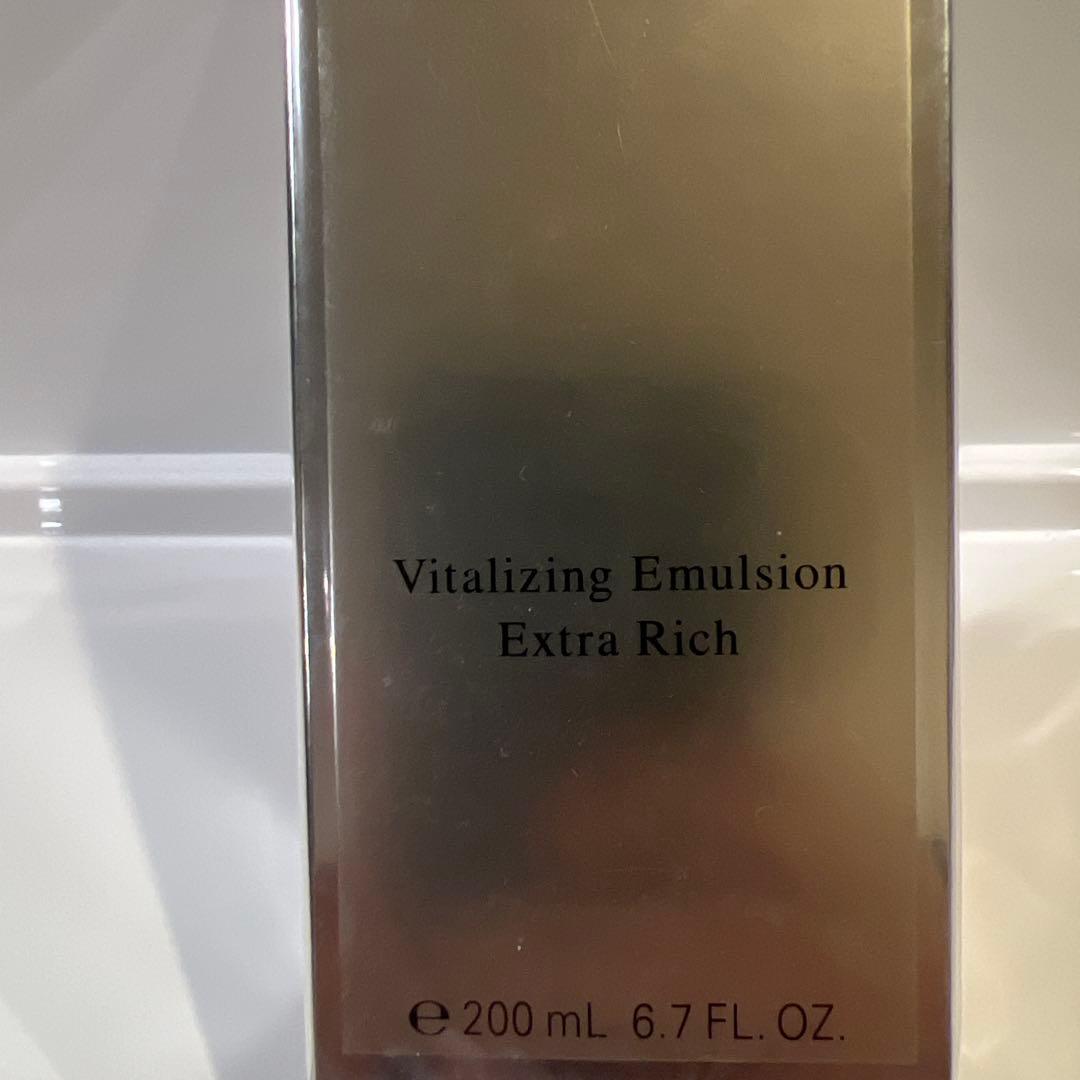 Vitalizing Emulsion
Extra Rich
℮ 200 mL 6.7 FL. OZ.